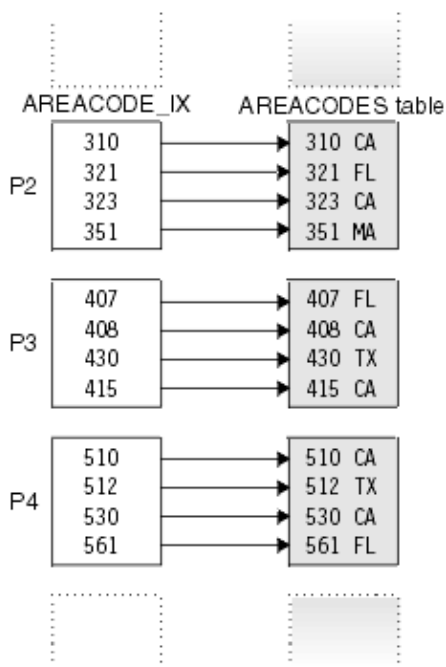 AREACODE_IX AREACODES table
P2
310 310 CA
321 321 FL
323 323 CA
351 351 MA
P3
407 407 FL
408 408 CA
430 430 TX
415 415 CA
P4
510 510 CA
512 512 TX
530 530 CA
561 561 FL